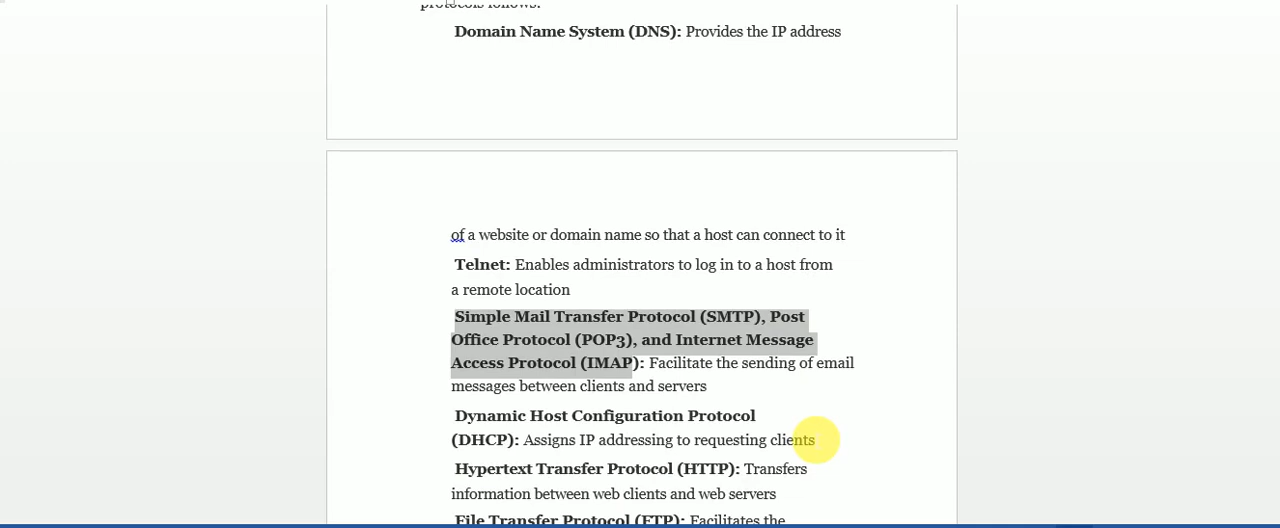 protocols follows:
Domain Name System (DNS): Provides the IP address
of a website or domain name so that a host can connect to it
Telnet: Enables administrators to log in to a host from
a remote location
Simple Mail Transfer Protocol (SMTP), Post
Office Protocol (POP3), and Internet Message
Access Protocol (IMAP): Facilitate the sending of email
messages between clients and servers
Dynamic Host Configuration Protocol
(DHCP): Assigns IP addressing to requesting clients
Hypertext Transfer Protocol (HTTP): Transfers
information between web clients and web servers
File Transfer Protocol (FTP): Facilitates the